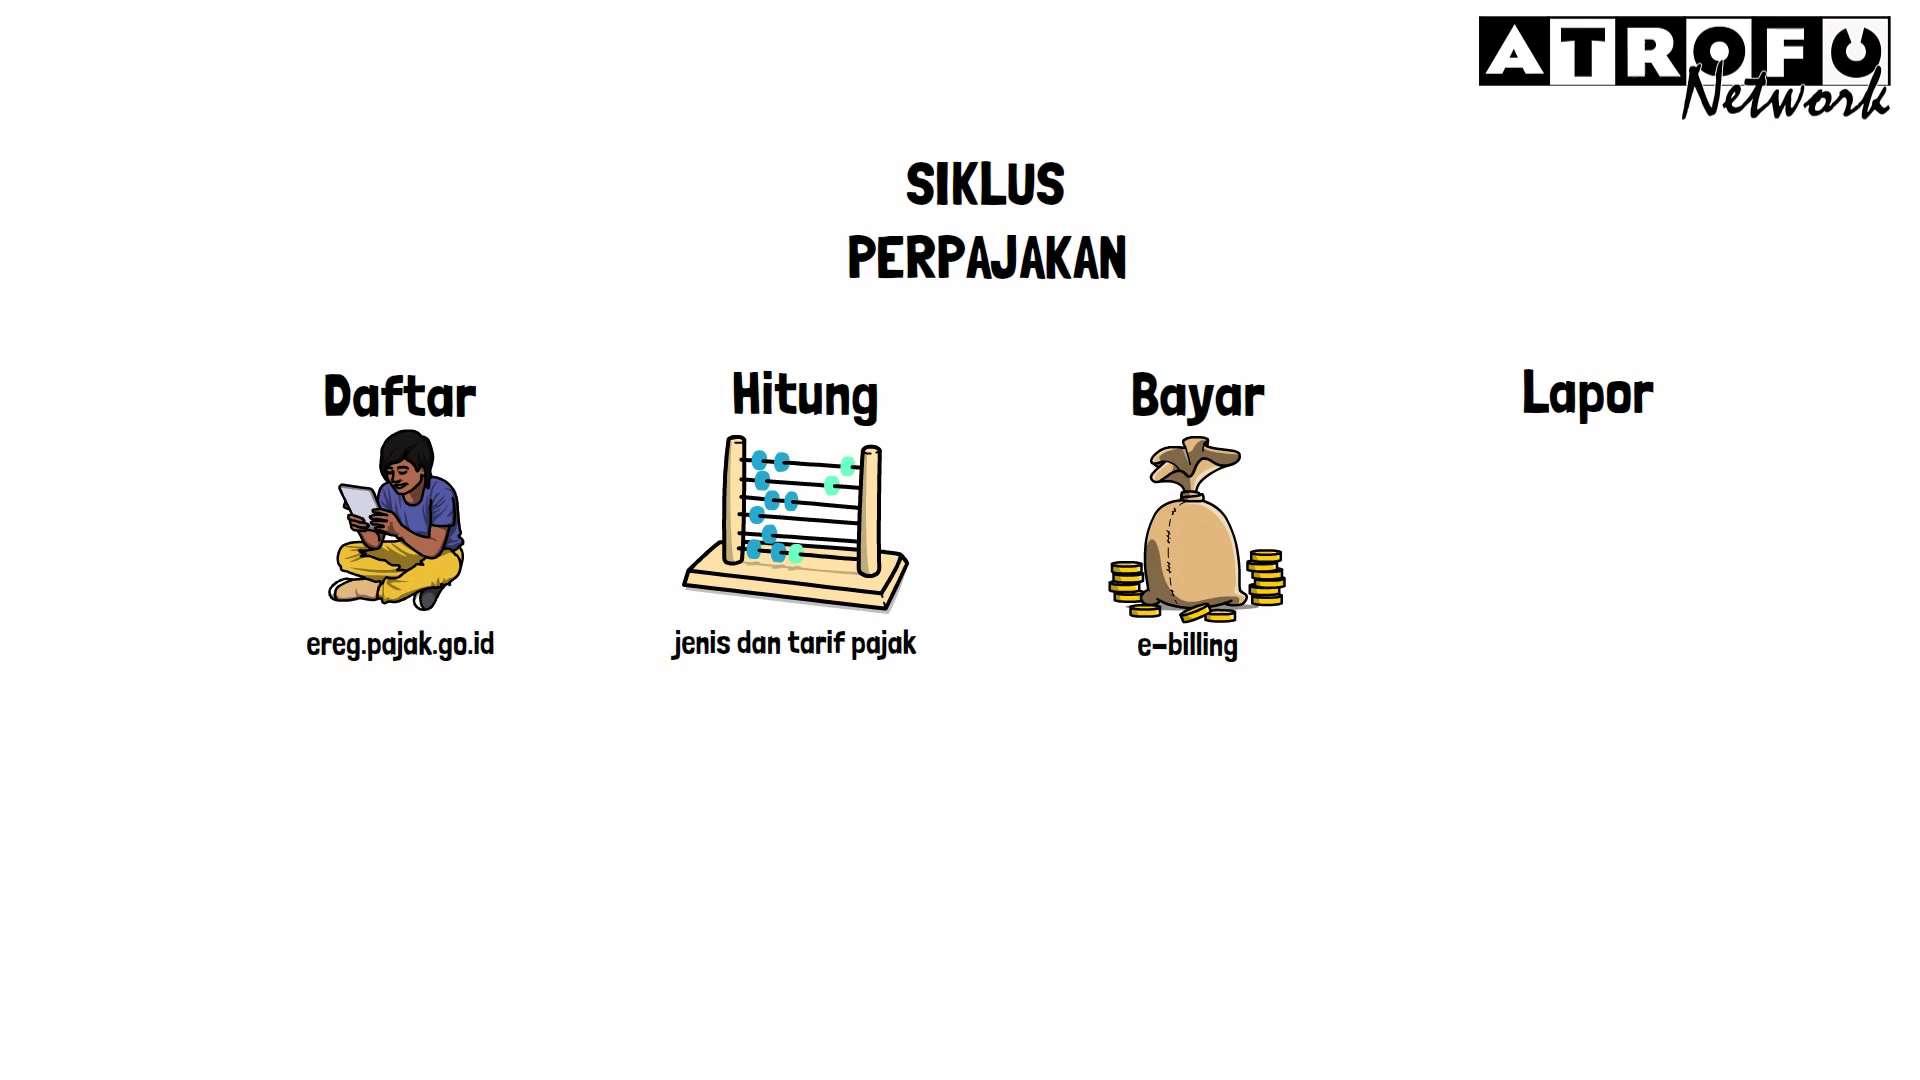 ATROFU
Network
SIKLUS
PERPAJAKAN
Daftar
Hitung
Bayar
Lapor
ereg.pajak.go.id
jenis dan tarif pajak
e-billing